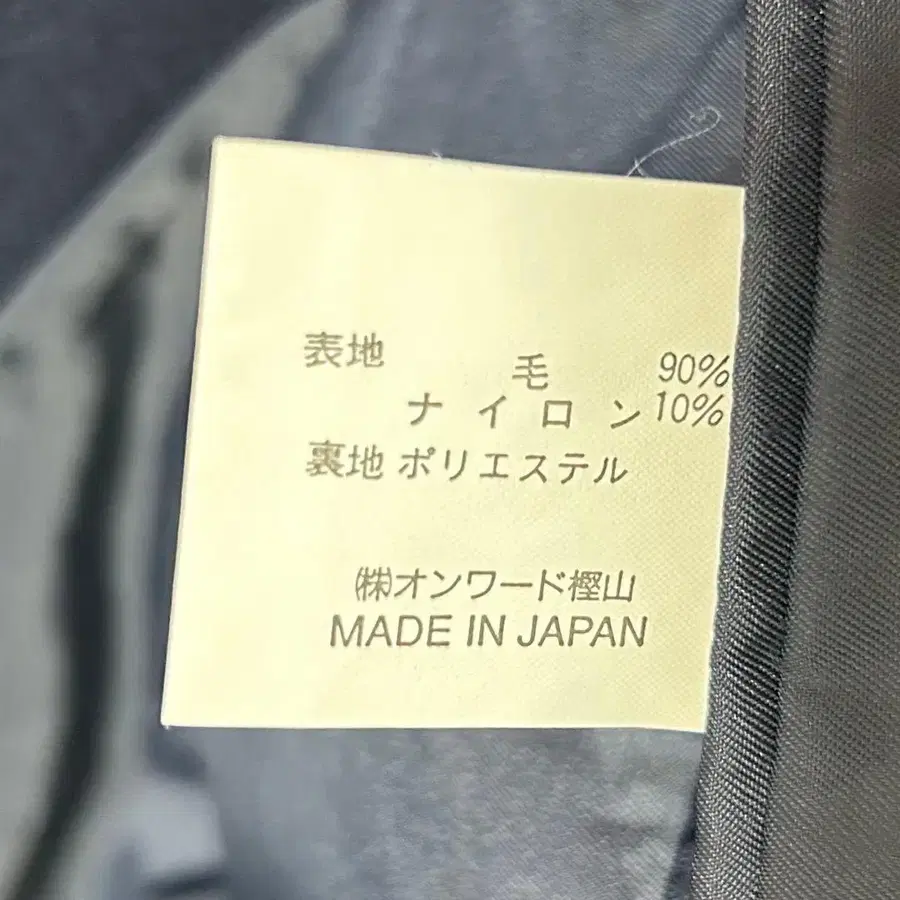 表地 毛 90%
ナイロン 10%
裏地 ポリエステル
㈱オンワード樫山
MADE IN JAPAN